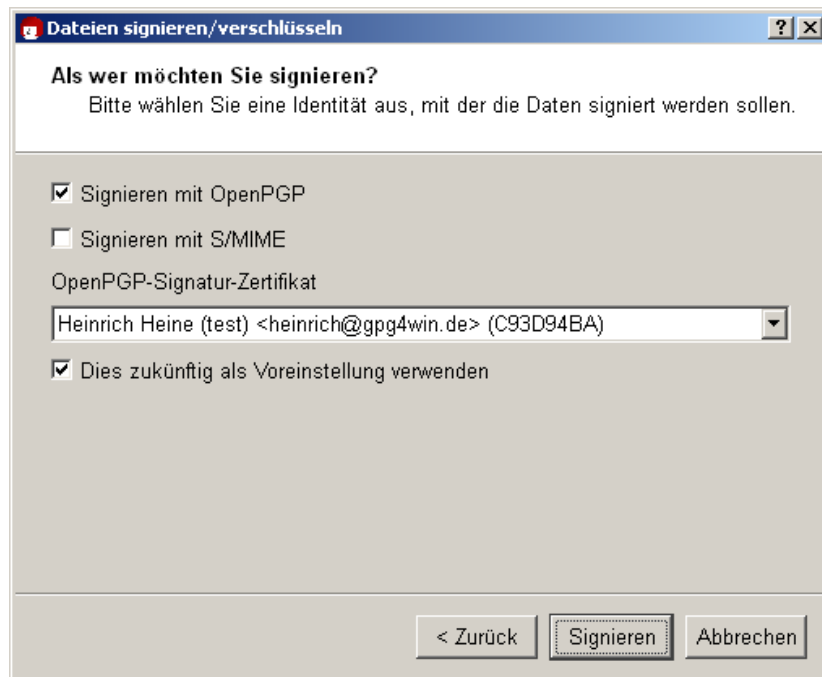 Dateien signieren/verschlüsseln
Als wer möchten Sie signieren?
Bitte wählen Sie eine Identität aus, mit der die Daten signiert werden sollen.
Signieren mit OpenPGP
Signieren mit S/MIME
OpenPGP-Signatur-Zertifikat
Heinrich Heine (test) <heinrich@gpg4win.de> (C93D94BA)
Dies zukünftig als Voreinstellung verwenden
< Zurück Signieren Abbrechen